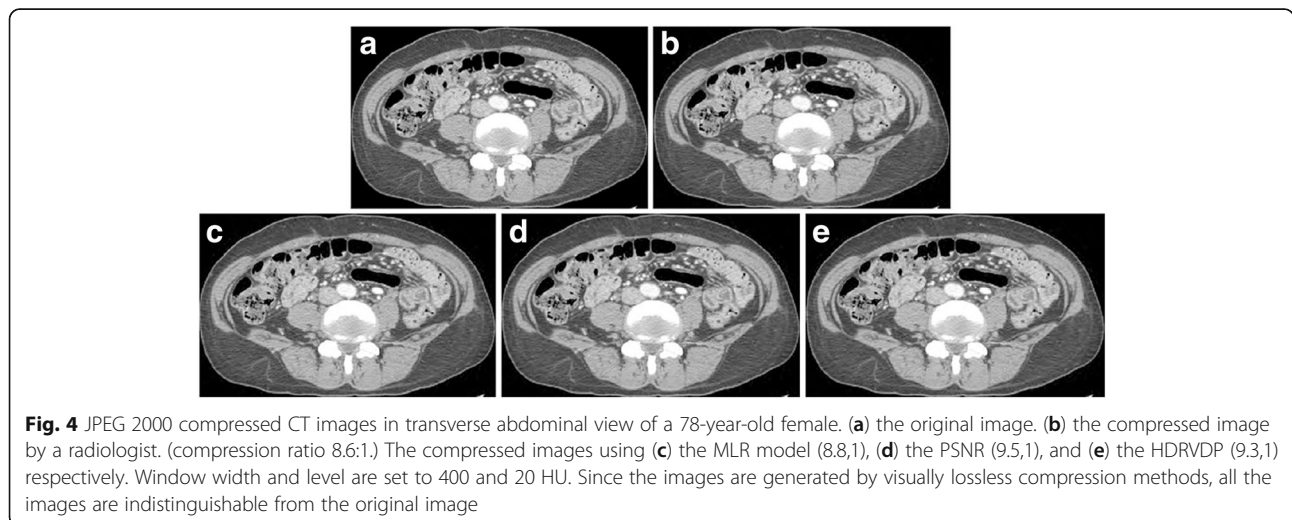 a
b
c
d
e
Fig. 4 JPEG 2000 compressed CT images in transverse abdominal view of a 78-year-old female. (a) the original image. (b) the compressed image
by a radiologist. (compression ratio 8.6:1.) The compressed images using (c) the MLR model (8.8,1), (d) the PSNR (9.5,1), and (e) the HDRVDP (9.3,1)
respectively. Window width and level are set to 400 and 20 HU. Since the images are generated by visually lossless compression methods, all the
images are indistinguishable from the original image